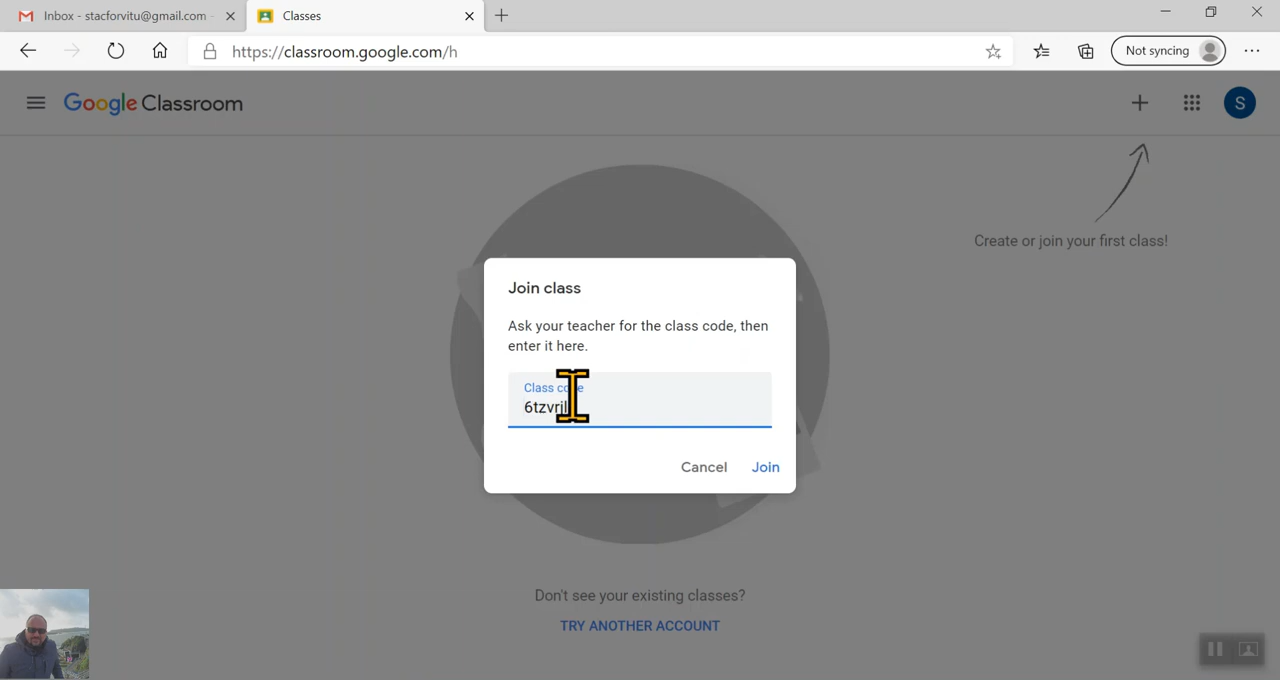 Inbox - stacforvitu@gmail.com -
Classes
https://classroom.google.com/h
Not syncing
Google Classroom
S
Create or join your first class!
Join class
Ask your teacher for the class code, then
enter it here.
Class code
Cancel
Join
Don't see your existing classes?
TRY ANOTHER ACCOUNT